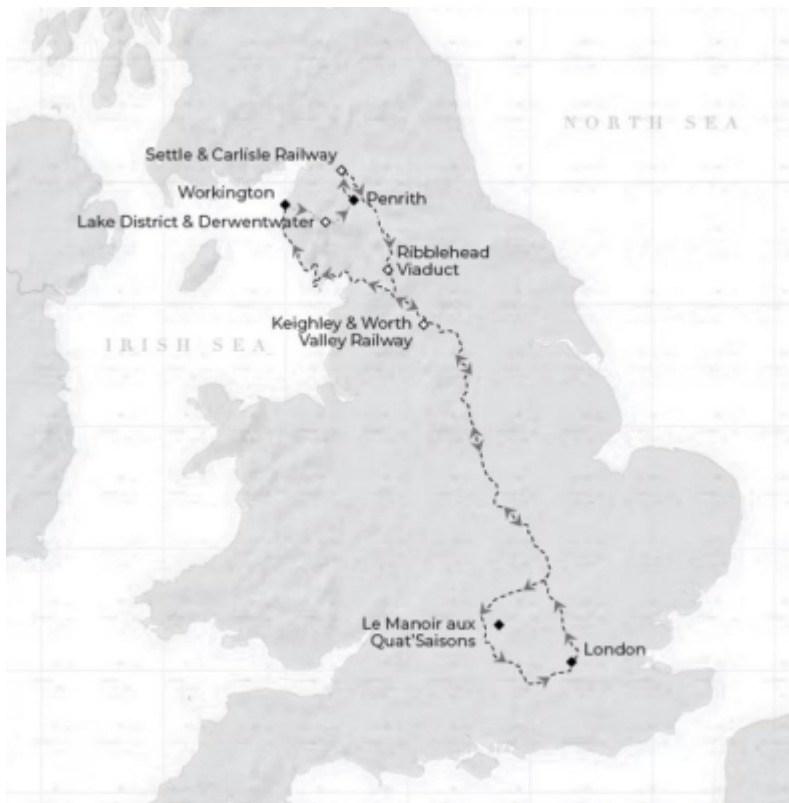 NORTH SEA
Settle & Carlisle Railway
Workington
Penrith
Lake District & Derwentwater
Ribblehead
Viaduct
Keighley & Worth
Valley Railway
IRISH SEA
Le Manoir aux
Quat'Saisons
London